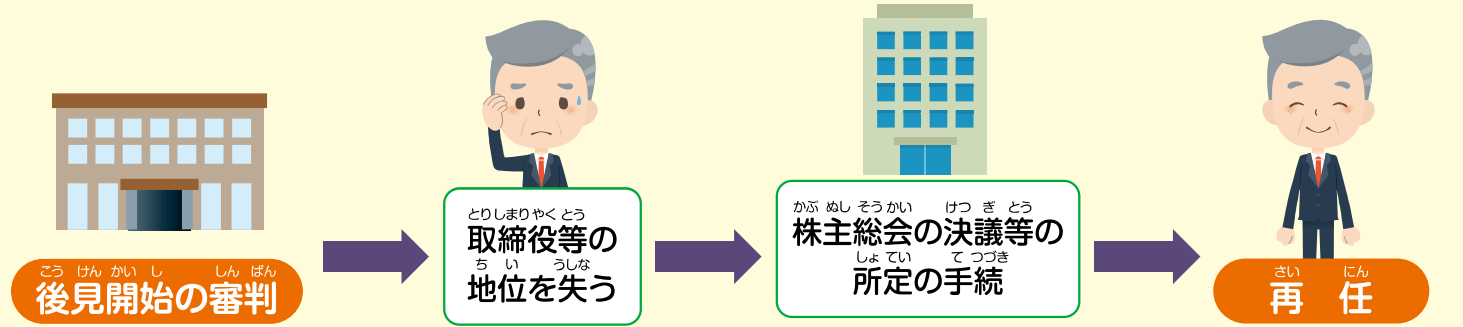 こうけんかいし しんぱん
後見開始の審判
とりしまりやくとう
取締役等の
ちい うしな
地位を失う
かぶぬしそうかい けつぎとう
株主総会の決議等の
しょてい てつづき
所定の手続
さいにん
再任